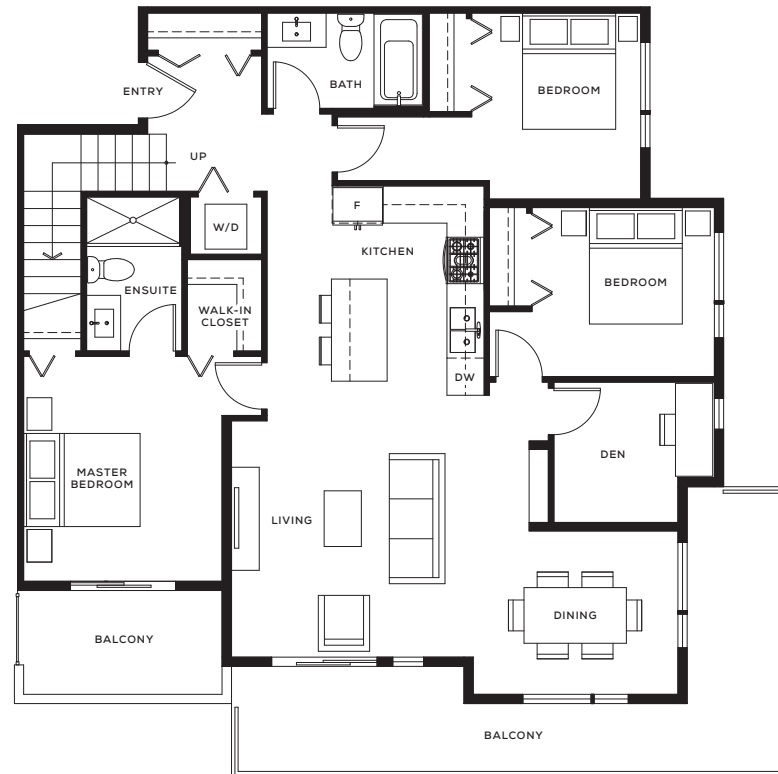 BATH
ENTRY
BEDROOM
UP
F
W/D
KITCHEN
ENSUITE
BEDROOM
WALK-IN
CLOSET
DW
DEN
MASTER
BEDROOM
LIVING
DINING
BALCONY
BALCONY